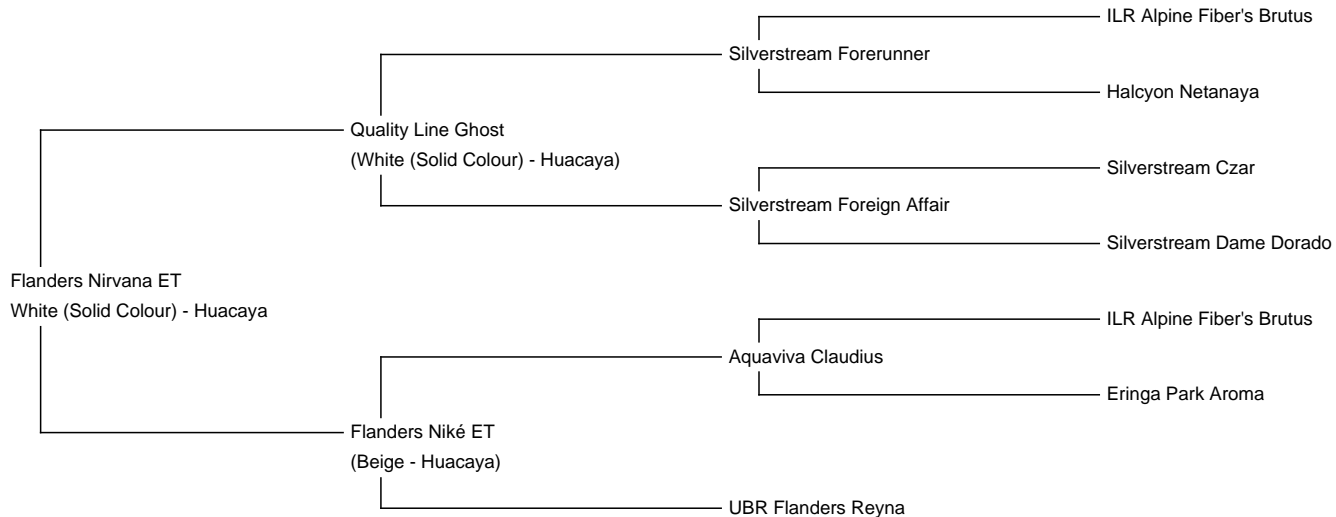 ILR Alpine Fiber's Brutus
Silverstream Forerunner
Halcyon Netanaya
Quality Line Ghost
(White (Solid Colour) - Huacaya)
Silverstream Czar
Silverstream Foreign Affair
Silverstream Dame Dorado
Flanders Nirvana ET
White (Solid Colour) - Huacaya
ILR Alpine Fiber's Brutus
Aquaviva Claudius
Eringa Park Aroma
Flanders Niké ET
(Beige - Huacaya)
UBR Flanders Reyna